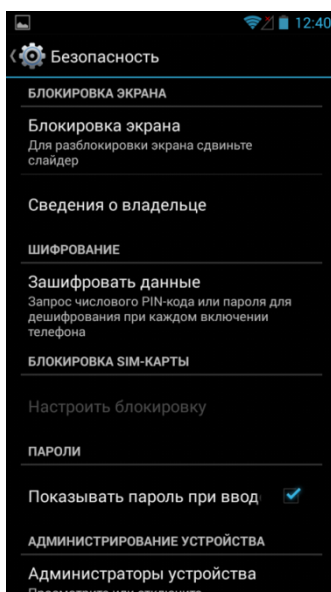 12:40
Безопасность
БЛОКИРОВКА ЭКРАНА
Блокировка экрана
Для разблокировки экрана сдвиньте
слайдер
Сведения о владельце
ШИФРОВАНИЕ
Зашифровать данные
Запрос числового PIN-кода или пароля для
дешифрования при каждом включении
телефона
БЛОКИРОВКА SIM-КАРТЫ
Настроить блокировку
ПАРОЛИ
Показывать пароль при ввод
АДМИНИСТРИРОВАНИЕ УСТРОЙСТВА
Администраторы устройства